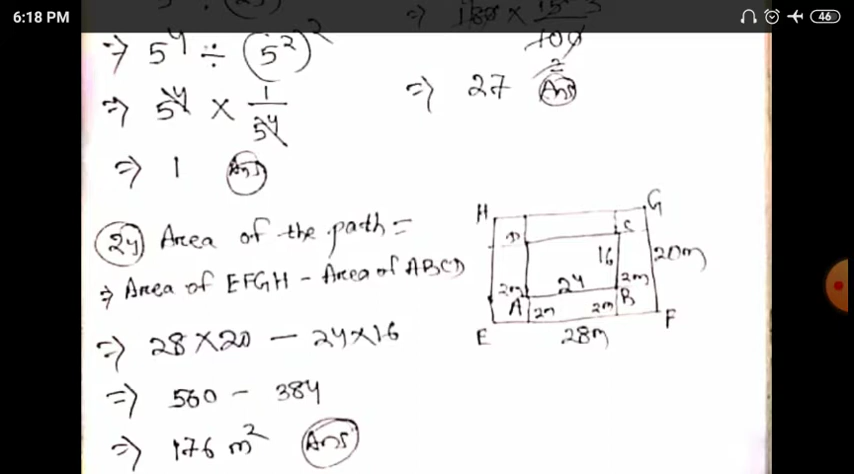 6:18 PM
46
⇒ 5⁴ ÷ (5²)²
⇒ 5⁴ × 1/5⁴
⇒ 1 Ans
100
2
⇒ 27 Ans
24 Area of the path =
⇒ Area of EFGH - Area of ABCD
⇒ 28×20 - 24×16
⇒ 560 - 384
⇒ 176 m² Ans
H G
D C
16 20m
2m 24 2m
A B
2m 2m
E F
28m